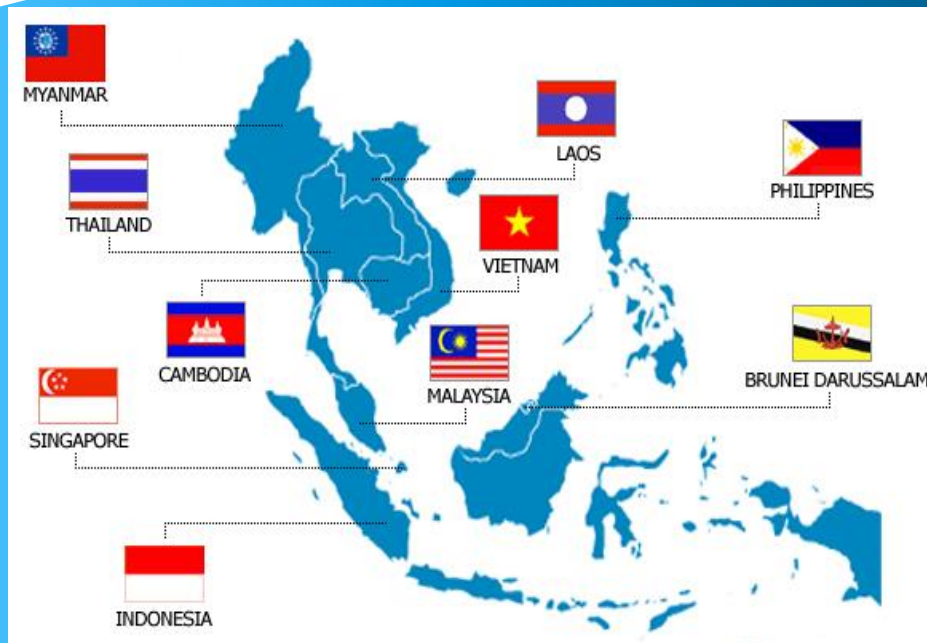 MYANMAR
LAOS
PHILIPPINES
THAILAND
VIETNAM
CAMBODIA
MALAYSIA
BRUNEI DARUSSALAM
SINGAPORE
INDONESIA